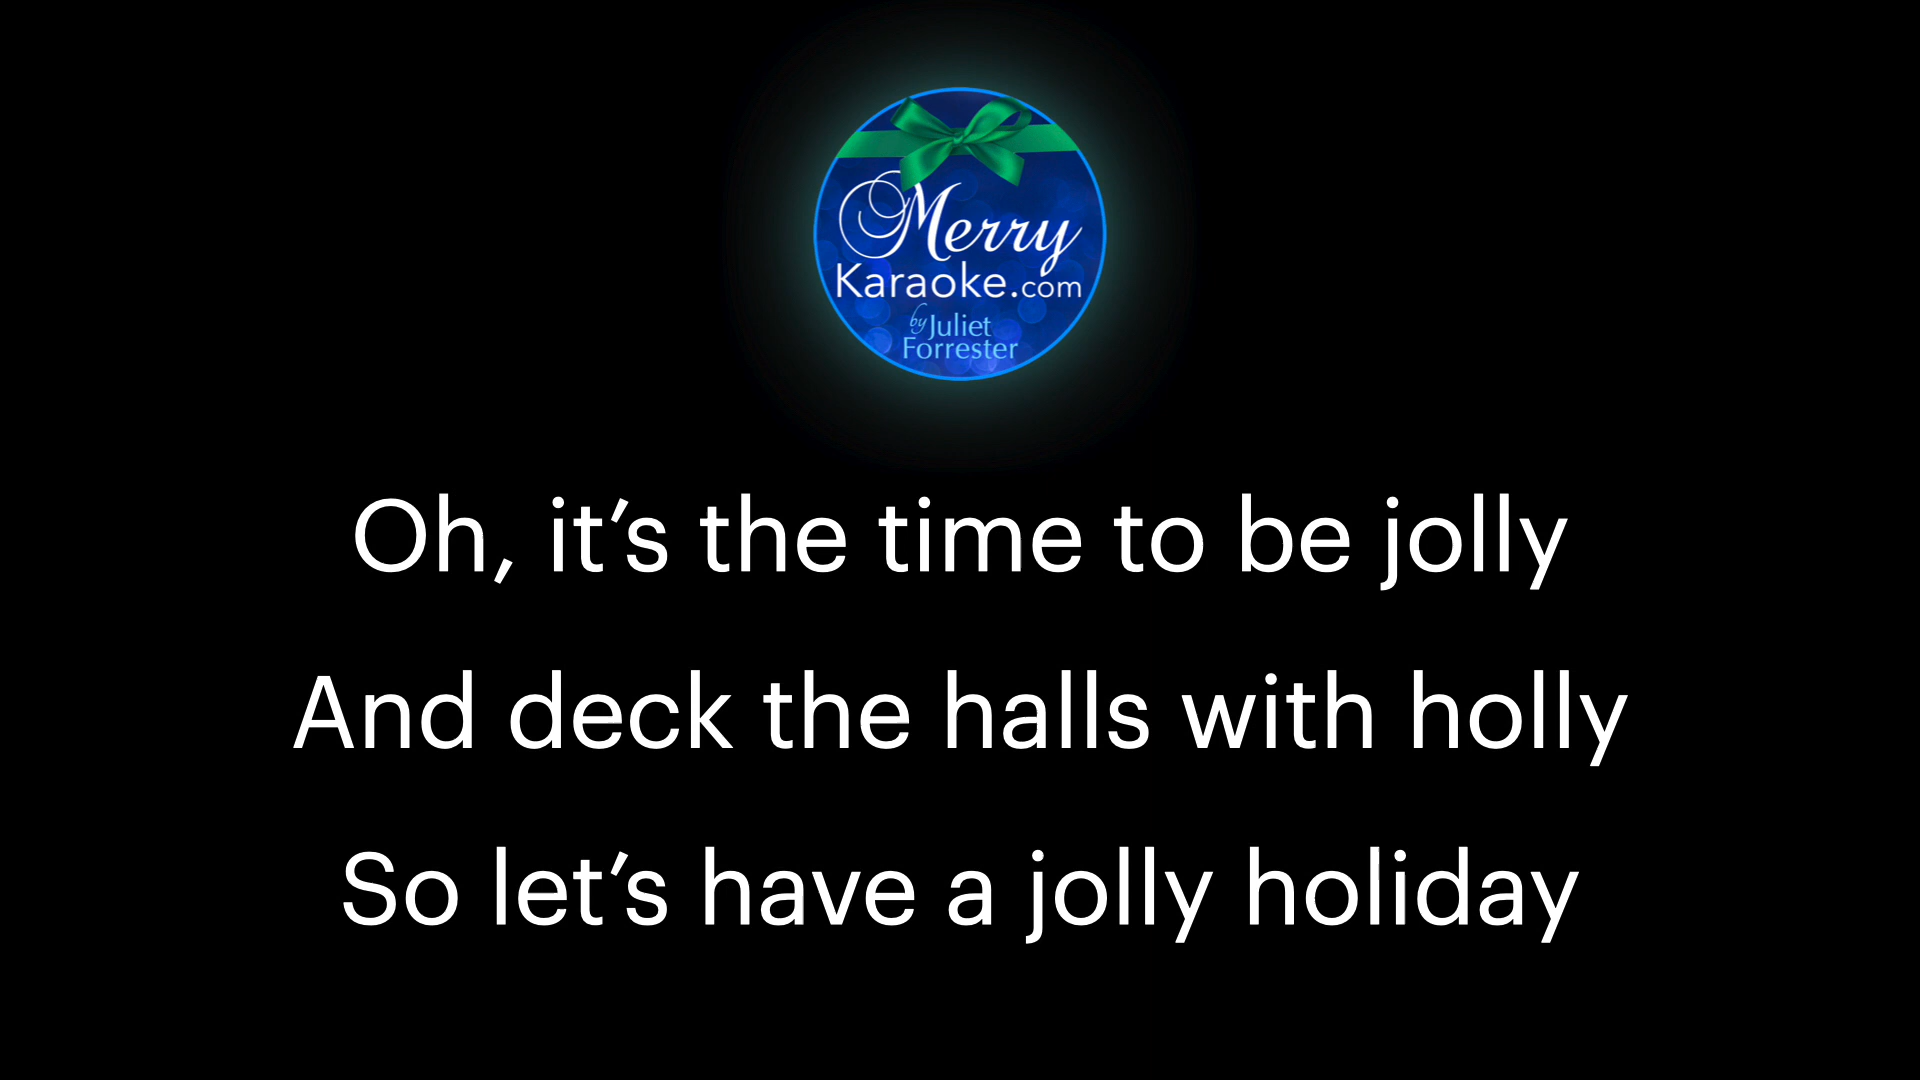 Merry
Karaoke.com
by Juliet
Forrester
Oh, it’s the time to be jolly
And deck the halls with holly
So let’s have a jolly holiday